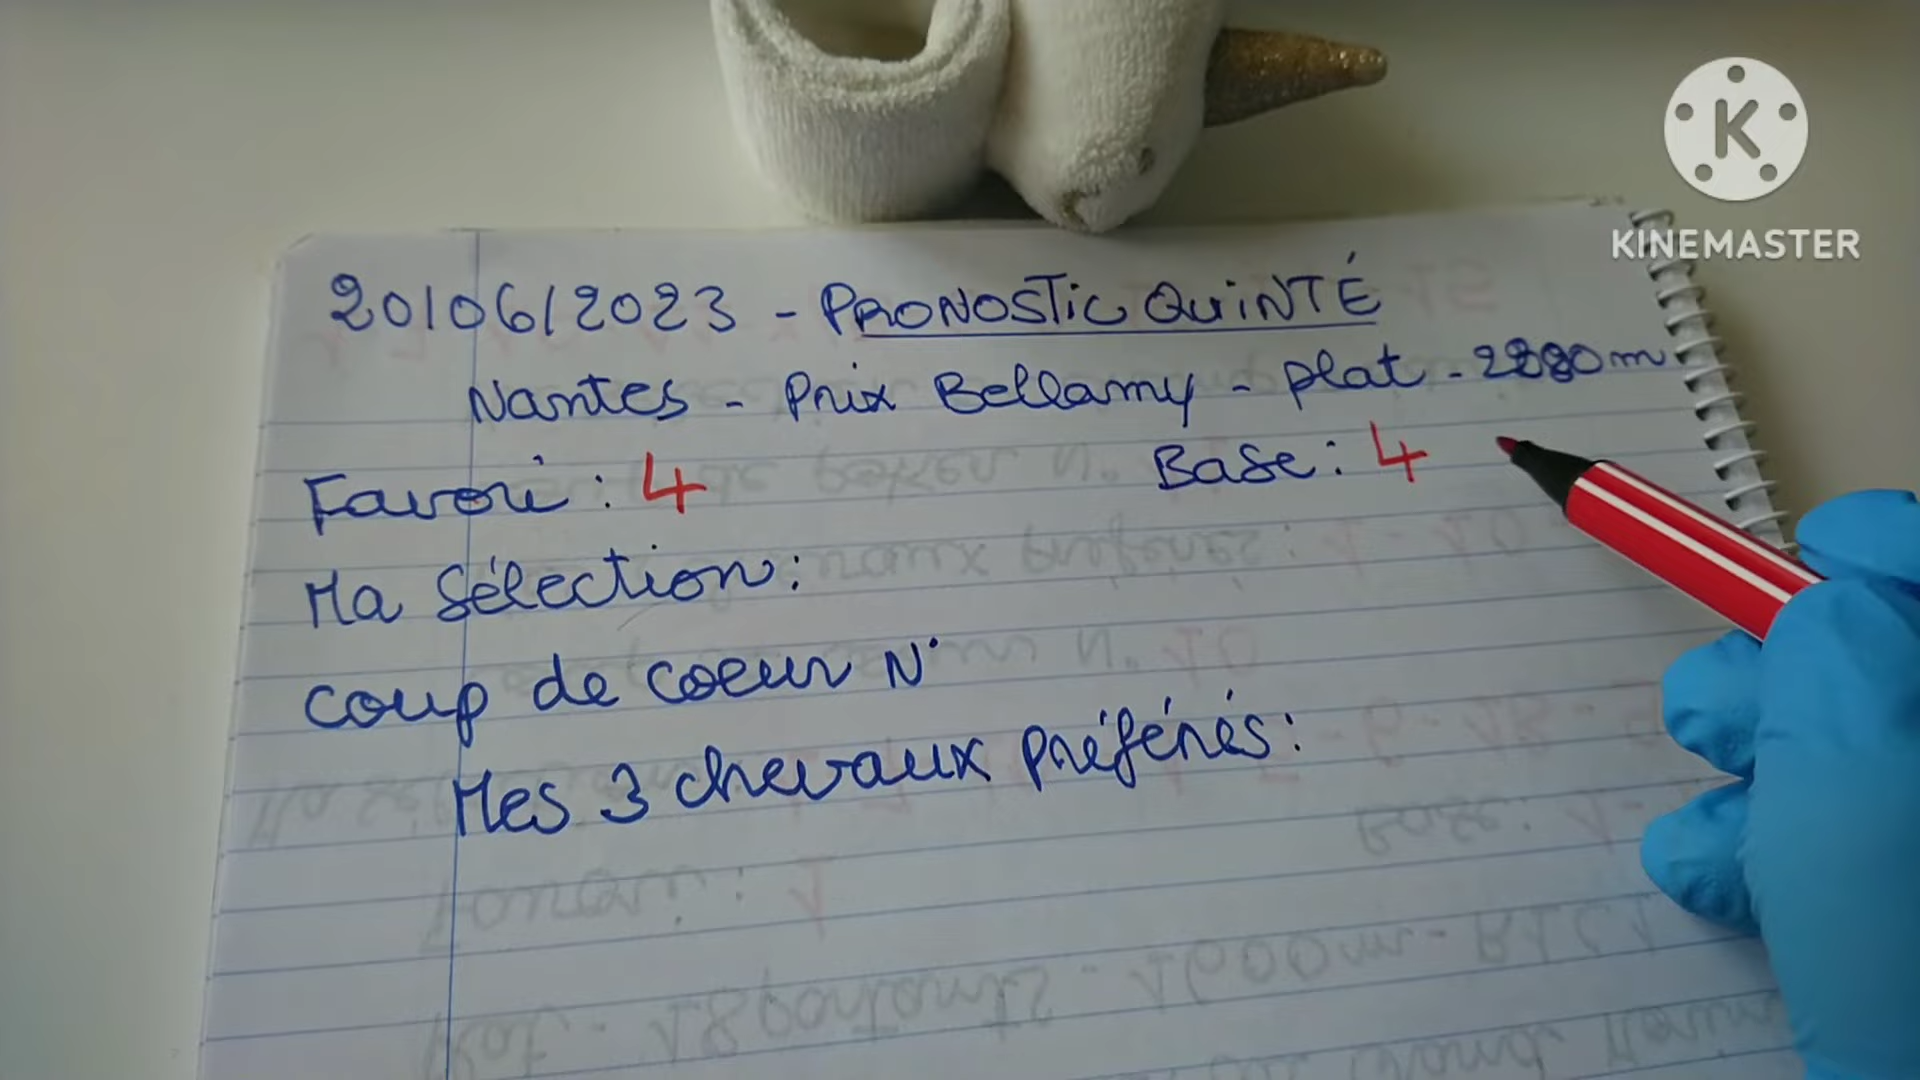 20/06/2023 - PRONOSTIC QUINTÉ
Nantes - Prix Bellamy - plat -
Favori : 4
Base : 4
Ma Sélection :
coup de coeur N°
Mes 3 chevaux préférés :
K
KINEMASTER